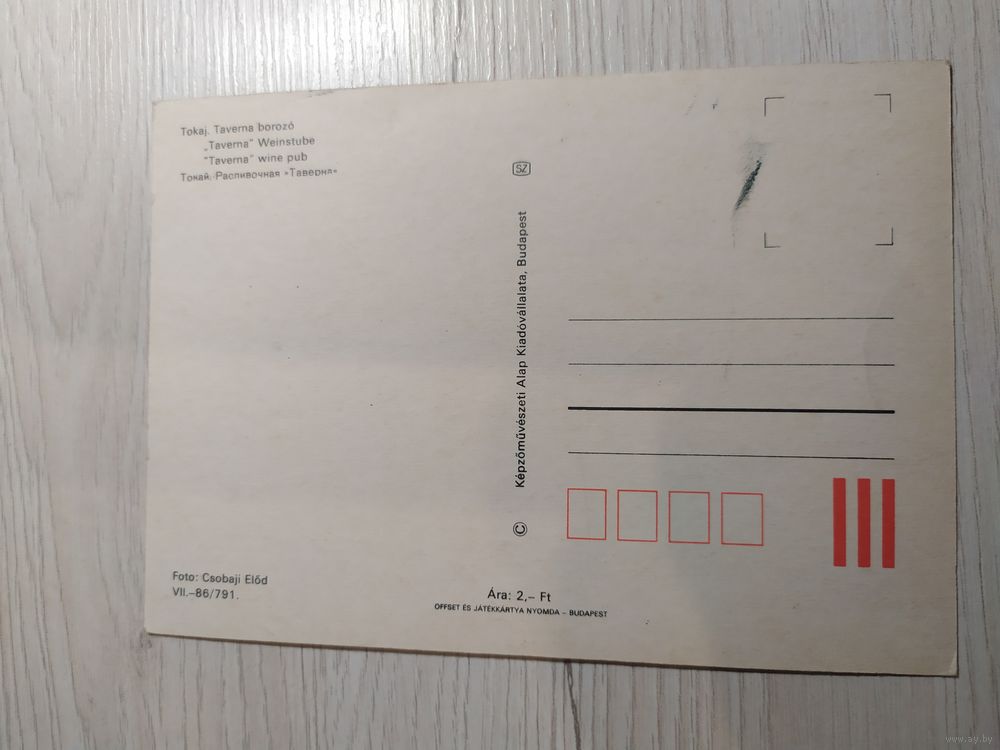 Tokaj. Taverna borozó
„Taverna” Weinstube
“Taverna” wine pub
Токай. Распивочная »Таверна«
SZ
© Képzőművészeti Alap Kiadóvállalata, Budapest
Foto: Csobaji Előd
VII.–86/791.
Ára: 2,– Ft
OFFSET ÉS JÁTÉKKÁRTYA NYOMDA – BUDAPEST
www.ay.by